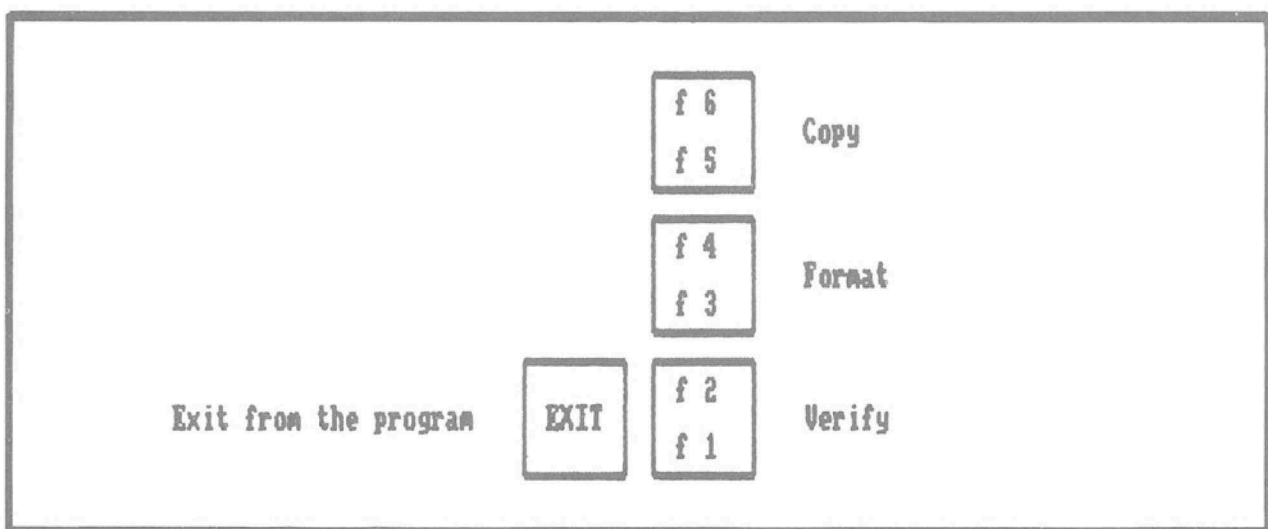 f 6
Copy
f 5
f 4
Format
f 3
f 2
Exit from the program EXIT Verify
f 1